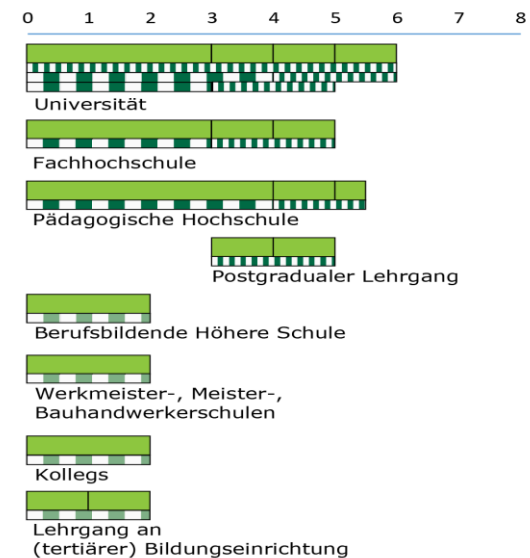 0 1 2 3 4 5 6 7 8
Universität
Fachhochschule
Pädagogische Hochschule
Postgradualer Lehrgang
Berufsbildende Höhere Schule
Werkmeister-, Meister-,
Bauhandwerkerschulen
Kollegs
Lehrgang an
(tertiärer) Bildungseinrichtung